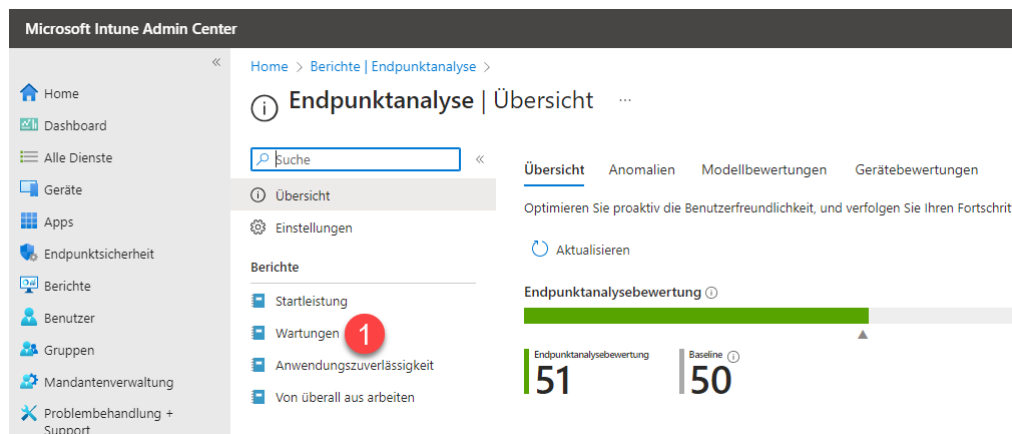 Microsoft Intune Admin Center
«
Home
Dashboard
Alle Dienste
Geräte
Apps
Endpunktsicherheit
Berichte
Benutzer
Gruppen
Mandantenverwaltung
Problembehandlung +
Support
Home > Berichte | Endpunktanalyse >
Endpunktanalyse | Übersicht ...
Suche «
Übersicht
Einstellungen
Berichte
Startleistung
Wartungen 1
Anwendungszuverlässigkeit
Von überall aus arbeiten
Übersicht Anomalien Modellbewertungen Gerätebewertungen
Optimieren Sie proaktiv die Benutzerfreundlichkeit, und verfolgen Sie Ihren Fortschrit
Aktualisieren
Endpunktanalysebewertung
Endpunktanalysebewertung Baseline
51 50